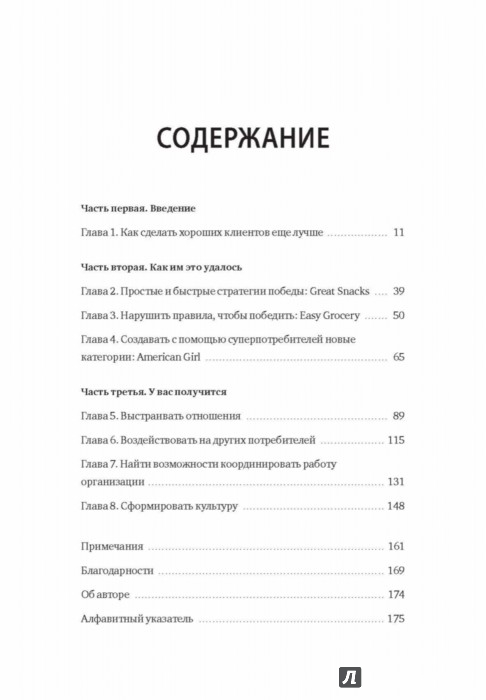 СОДЕРЖАНИЕ
Часть первая. Введение
Глава 1. Как сделать хороших клиентов еще лучше 11
Часть вторая. Как им это удалось
Глава 2. Простые и быстрые стратегии победы: Great Snacks 39
Глава 3. Нарушить правила, чтобы победить: Easy Grocery 50
Глава 4. Создавать с помощью суперпотребителей новые
категории: American Girl 65
Часть третья. У вас получится
Глава 5. Выстраивать отношения 89
Глава 6. Воздействовать на других потребителей 115
Глава 7. Найти возможности координировать работу
организации 131
Глава 8. Сформировать культуру 148
Примечания 161
Благодарности 169
Об авторе 174
Алфавитный указатель 175
Л